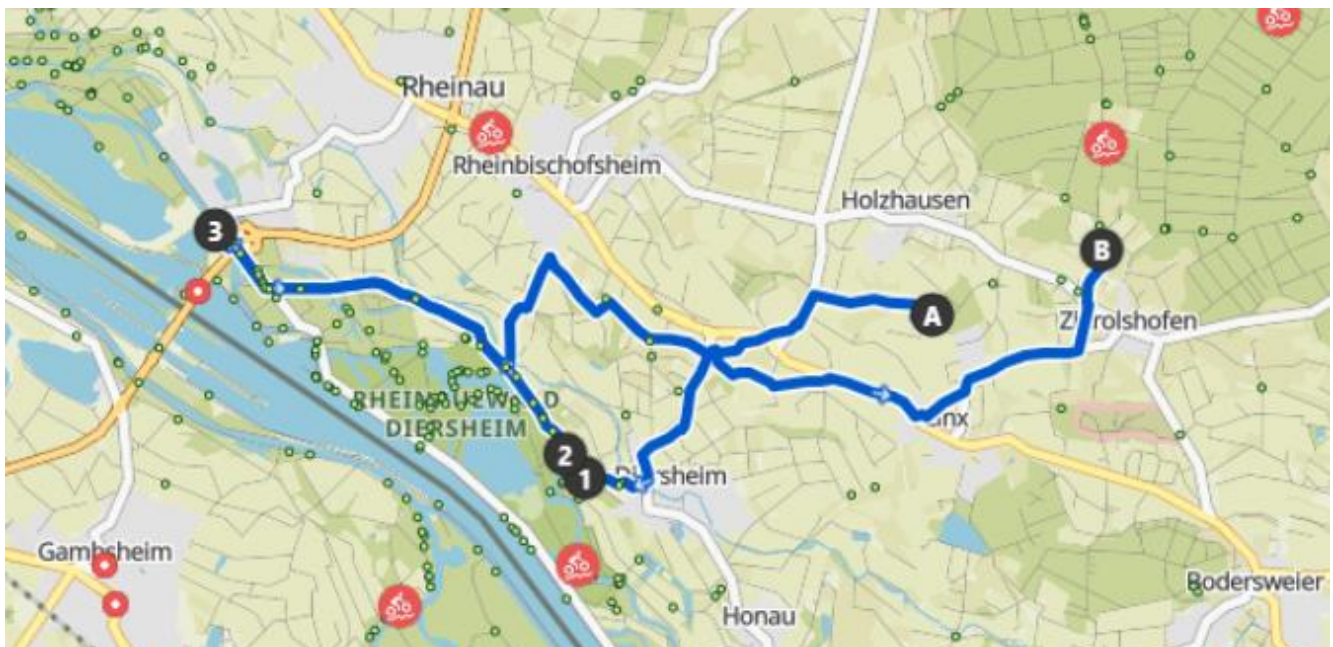 Rheinau
Rheinbischofsheim
Holzhausen
B
3
A
Zierolshofen
RHEINAUEWALD
DIERSHEIM
2
1
Diersheim
Gambsheim
Bodersweier
Honau